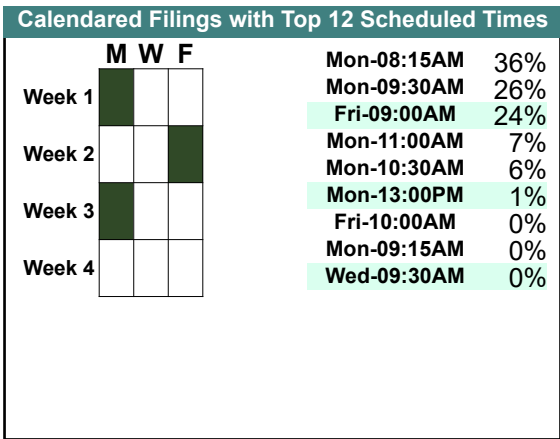 Calendared Filings with Top 12 Scheduled Times
M W F
Week 1
Week 2
Week 3
Week 4
Mon-08:15AM 36%
Mon-09:30AM 26%
Fri-09:00AM 24%
Mon-11:00AM 7%
Mon-10:30AM 6%
Mon-13:00PM 1%
Fri-10:00AM 0%
Mon-09:15AM 0%
Wed-09:30AM 0%